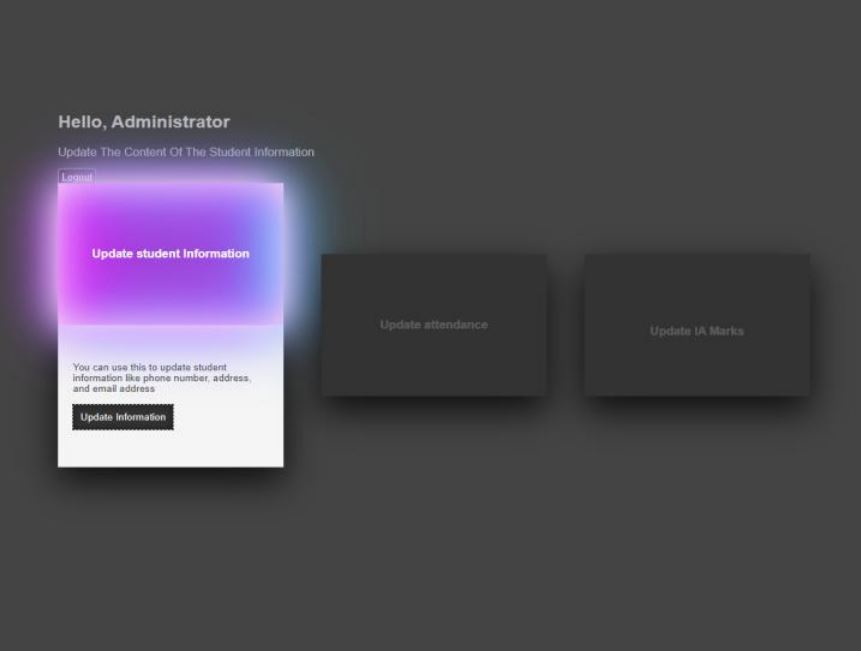 Hello, Administrator
Update The Content Of The Student Information
Logout
Update student Information
You can use this to update student
information like phone number, address,
and email address
Update Information
Update attendance
Update IA Marks